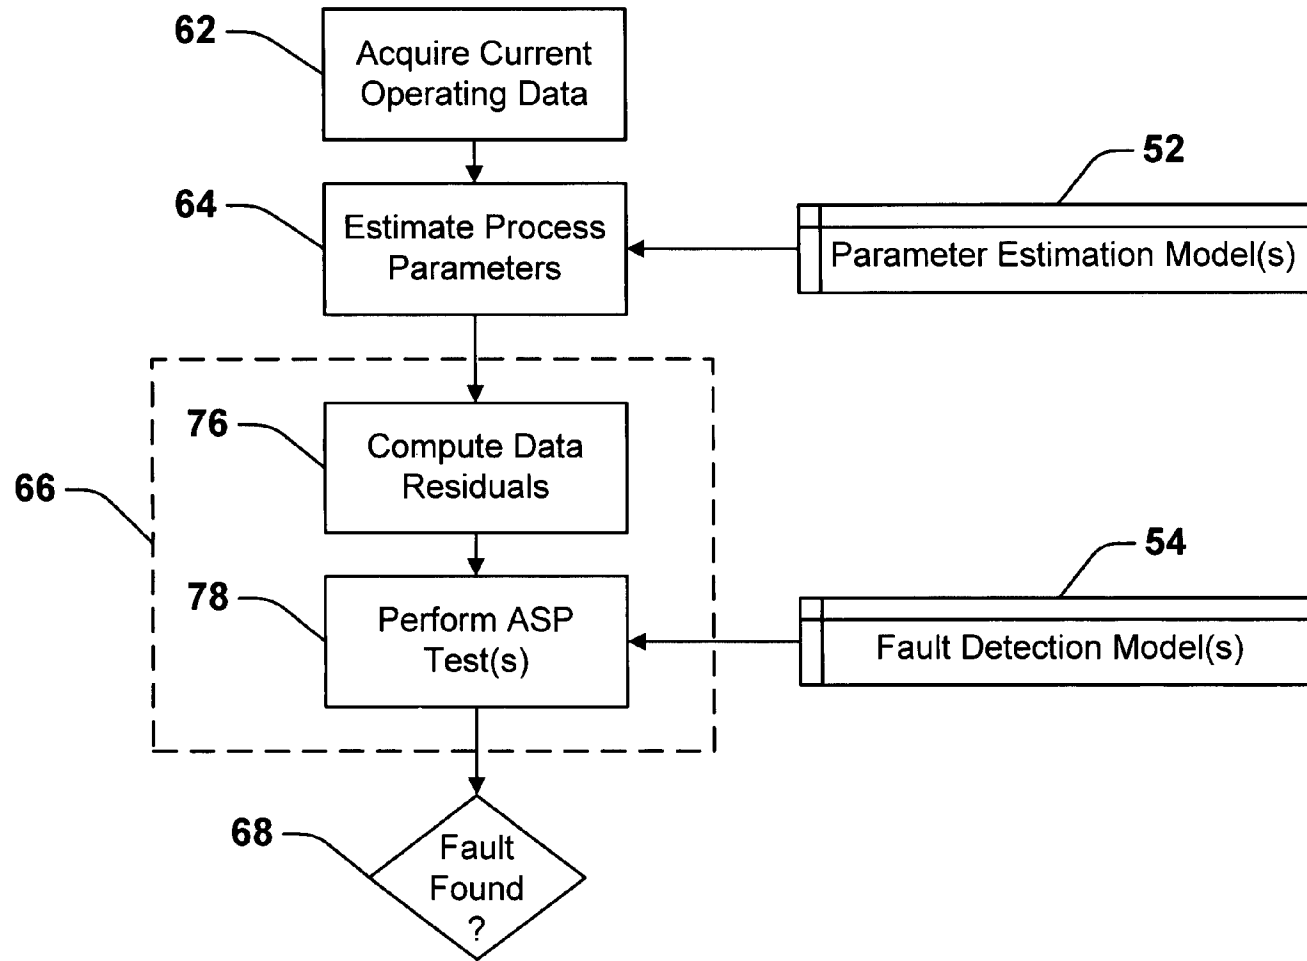 62
Acquire Current
Operating Data
52
64
Estimate Process
Parameters
Parameter Estimation Model(s)
76
Compute Data
Residuals
66
54
78
Perform ASP
Test(s)
Fault Detection Model(s)
68
Fault
Found
?